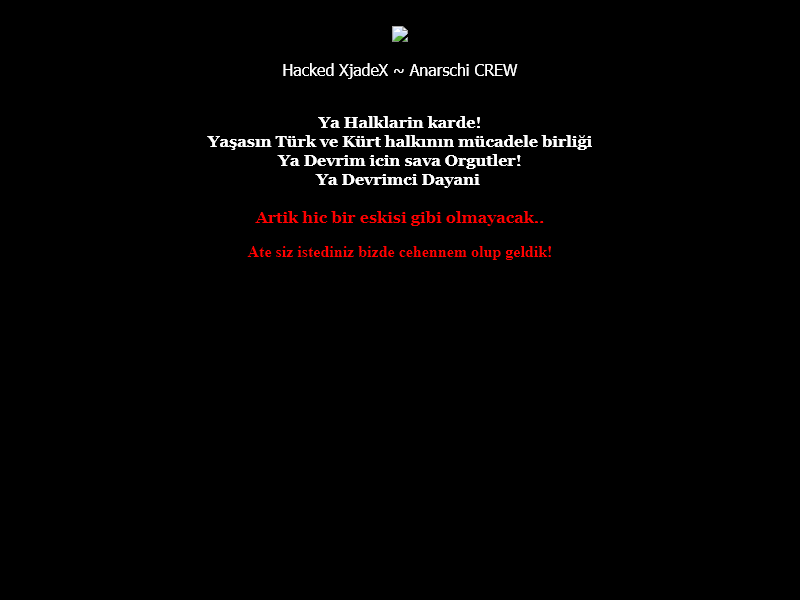 Hacked XjadeX ~ Anarschi CREW
Ya Halklarin karde!
Yaşasın Türk ve Kürt halkının mücadele birliği
Ya Devrim icin sava Orgutler!
Ya Devrimci Dayani
Artik hic bir eskisi gibi olmayacak..
Ate siz istediniz bizde cehennem olup geldik!